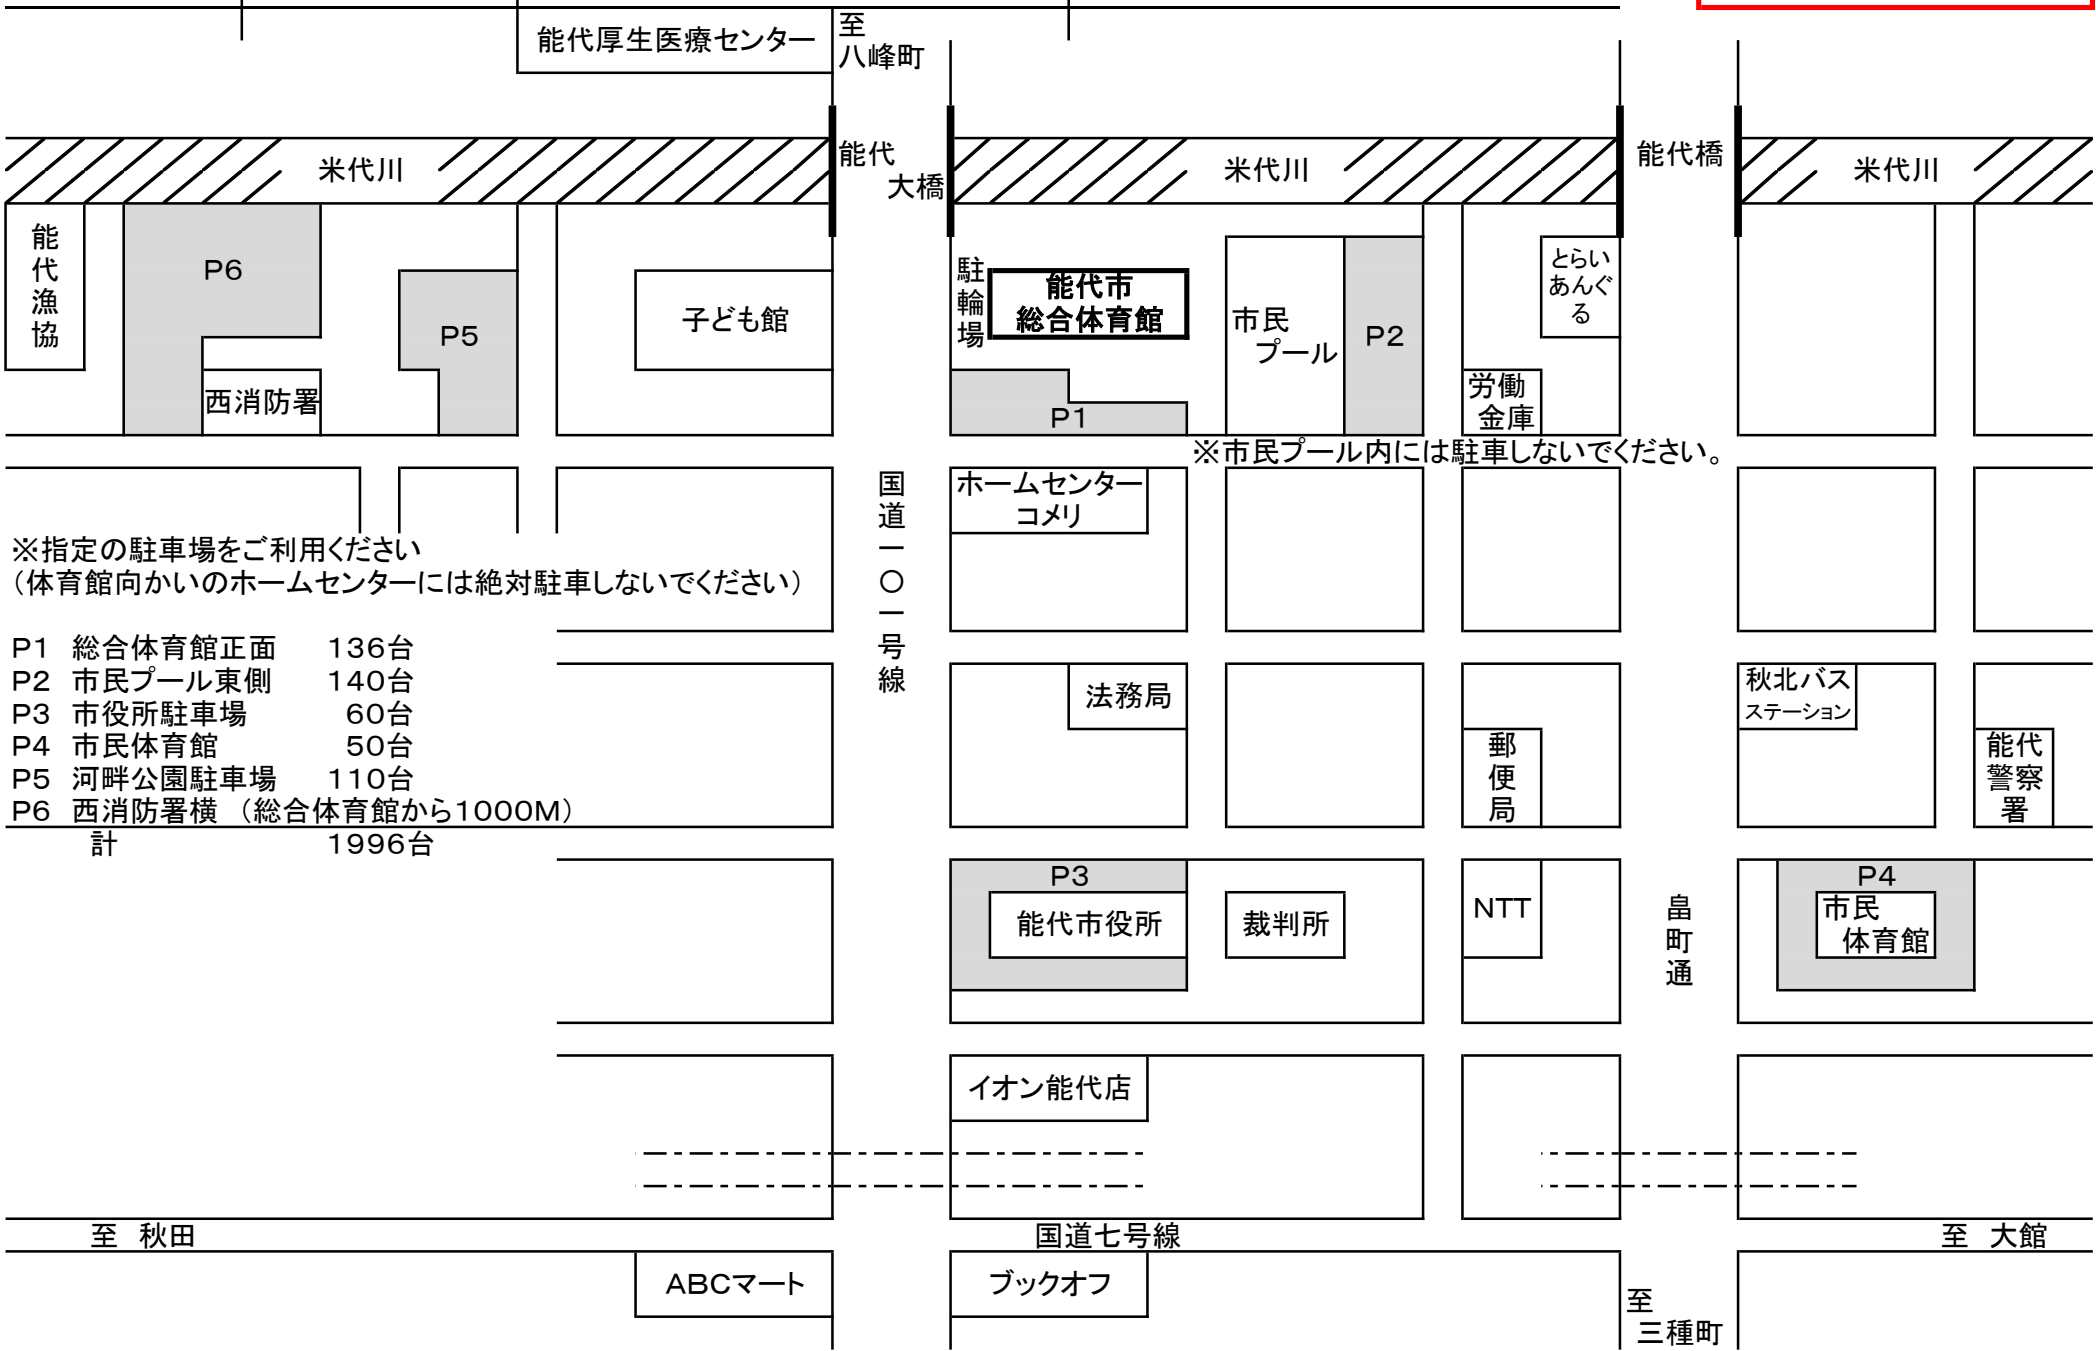 能代厚生医療センター
至
八峰町
米代川
能代
大橋
米代川
能代橋
米代川
能代漁協
P6
P5
西消防署
子ども館
駐輪場
能代市
総合体育館
P1
市民
プール
P2
とらい
あんぐ
る
労働
金庫
※市民プール内には駐車しないでください。
国道一〇一号線
ホームセンター
コメリ
※指定の駐車場をご利用ください
（体育館向かいのホームセンターには絶対駐車しないでください）
P1 総合体育館正面 136台
P2 市民プール東側 140台
P3 市役所駐車場 60台
P4 市民体育館 50台
P5 河畔公園駐車場 110台
P6 西消防署横 （総合体育館から1000M）
計 1996台
法務局
郵便局
秋北バス
ステーション
能代
警察
署
P3
能代市役所
裁判所
NTT
畠町通
P4
市民
体育館
イオン能代店
至 秋田
国道七号線
至 大館
ABCマート
ブックオフ
至
三種町